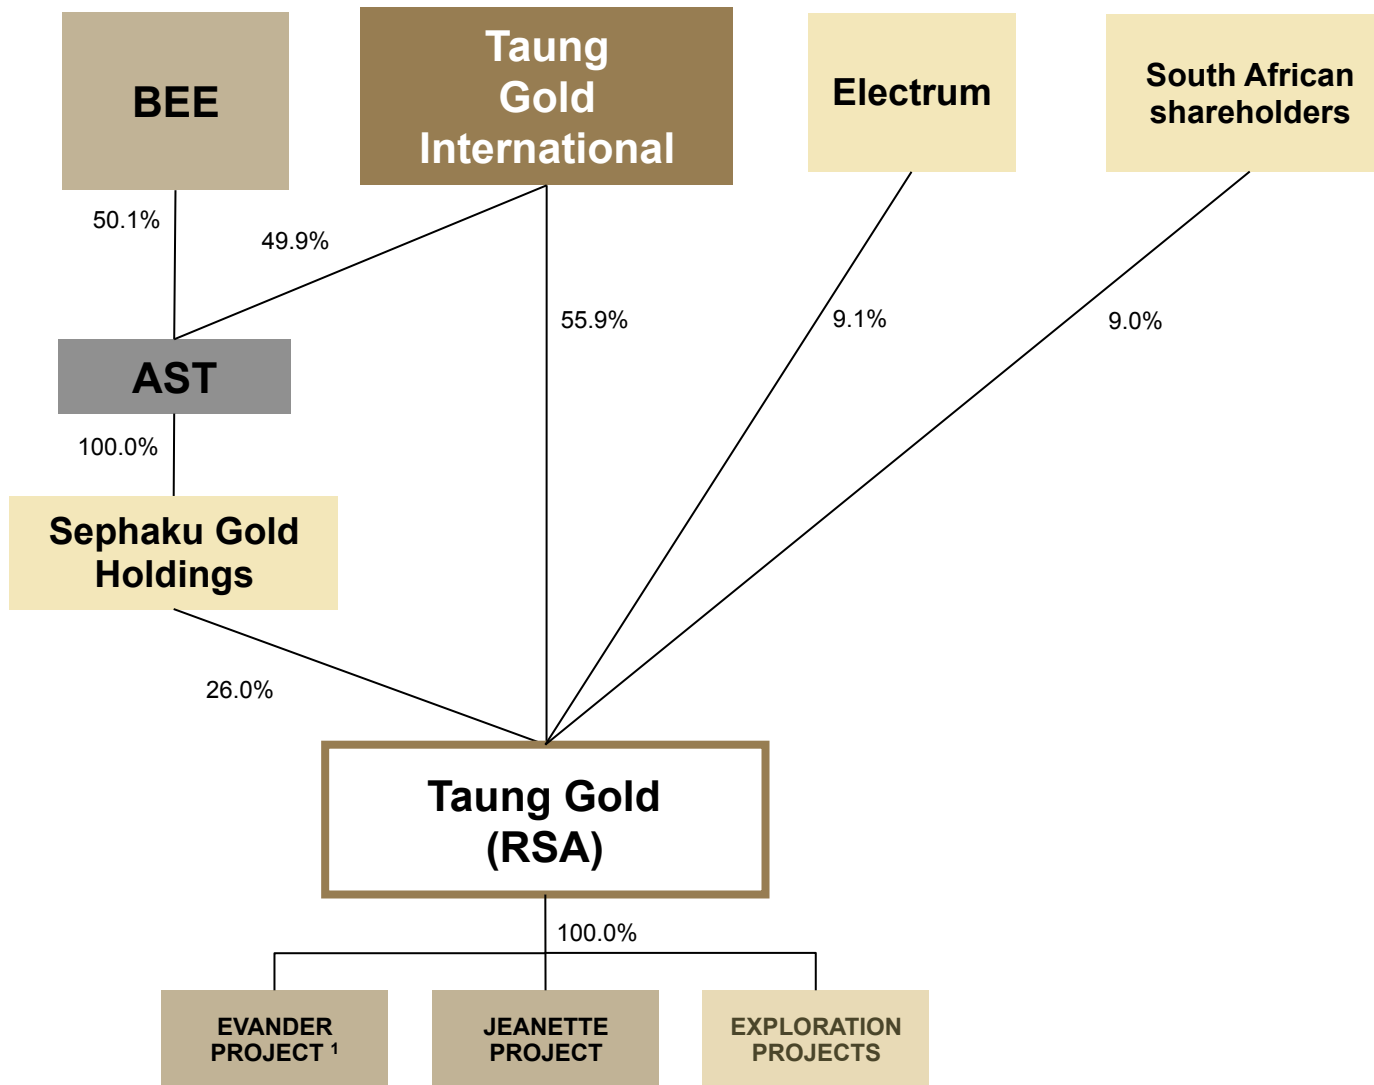 BEE
Taung
Gold
International
Electrum
South African
shareholders
50.1%
49.9%
55.9%
9.1%
9.0%
AST
100.0%
Sephaku Gold
Holdings
26.0%
Taung Gold
(RSA)
100.0%
EVANDER
PROJECT ¹
JEANETTE
PROJECT
EXPLORATION
PROJECTS